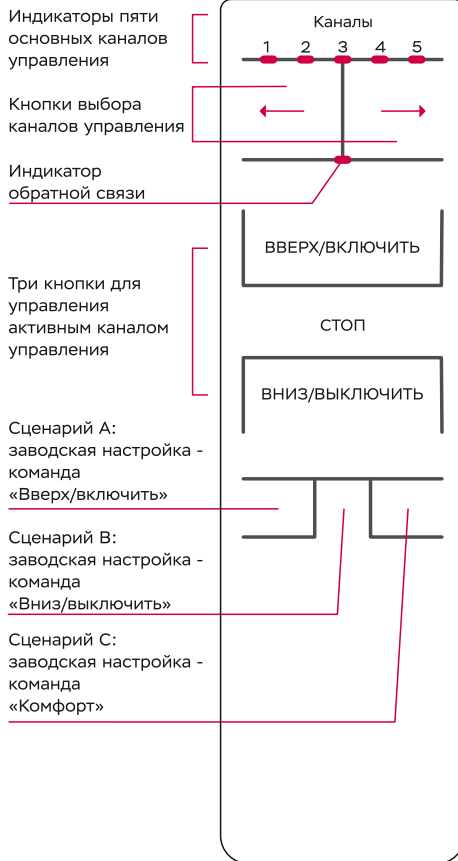 Индикаторы пяти
основных каналов
управления
Каналы
1 2 3 4 5
Кнопки выбора
каналов управления
Индикатор
обратной связи
ВВЕРХ/ВКЛЮЧИТЬ
Три кнопки для
управления
активным каналом
управления
СТОП
ВНИЗ/ВЫКЛЮЧИТЬ
Сценарий A:
заводская настройка -
команда
«Вверх/включить»
Сценарий B:
заводская настройка -
команда
«Вниз/выключить»
Сценарий C:
заводская настройка -
команда
«Комфорт»